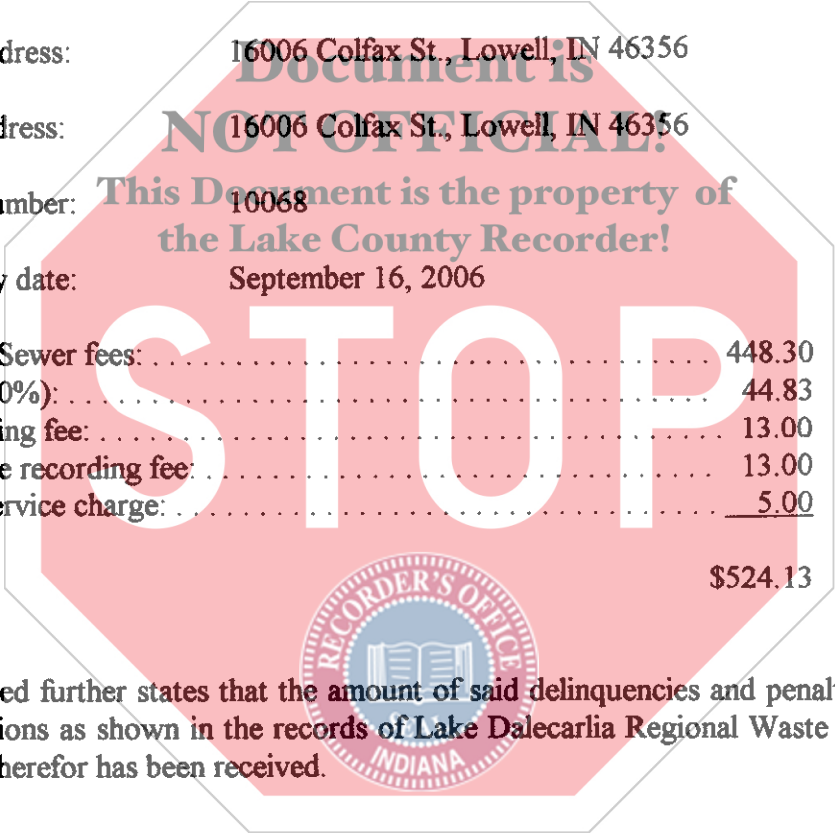 dress: 16006 Colfax St., Lowell, IN 46356
Document is
dress: 16006 Colfax St., Lowell, IN 46356
NOT OFFICIAL!
mber: 10068
This Document is the property of
the Lake County Recorder!
y date: September 16, 2006
STOP
Sewer fees: 448.30
0%): 44.83
ing fee: 13.00
e recording fee: 13.00
ervice charge: 5.00
$524.13
RECORDER'S OFFICE
ed further states that the amount of said delinquencies and penal
ions as shown in the records of Lake Dalecarlia Regional Waste
herefor has been received.
INDIANA